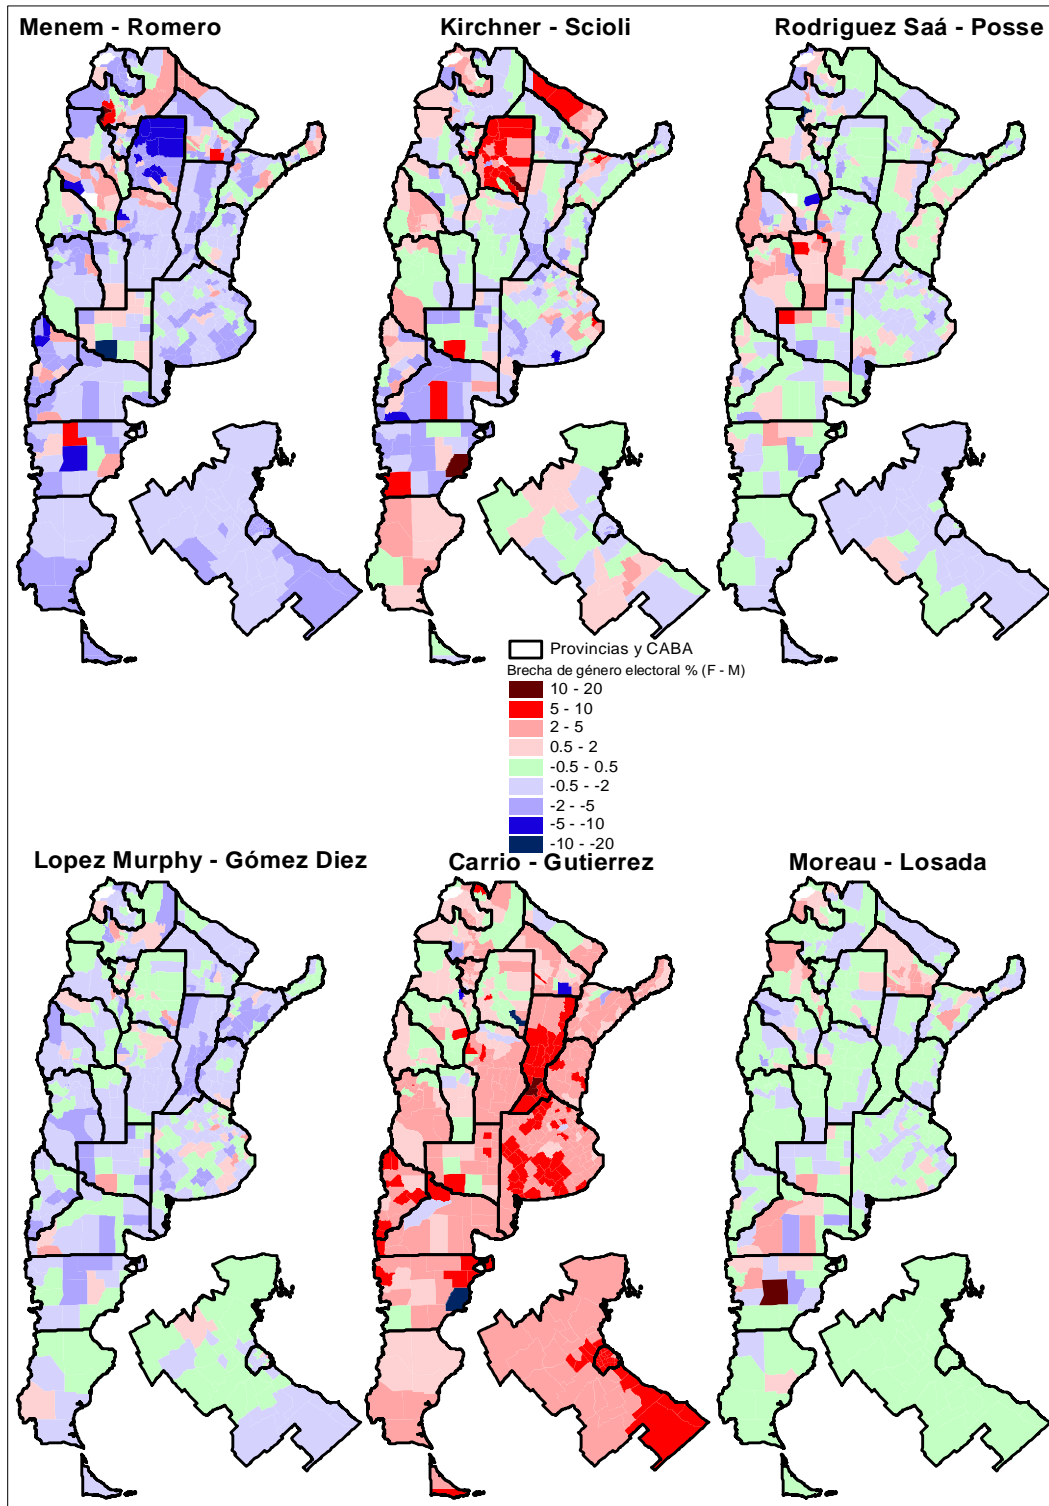 Menem - Romero
Kirchner - Scioli
Rodriguez Saá - Posse
Provincias y CABA
Brecha de género electoral % (F - M)
10 - 20
5 - 10
2 - 5
0.5 - 2
-0.5 - 0.5
-0.5 - -2
-2 - -5
-5 - -10
-10 - -20
Lopez Murphy - Gómez Diez
Carrio - Gutierrez
Moreau - Losada